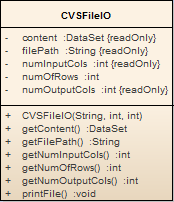 CVSFileIO
- content :DataSet {readOnly}
- filePath :String {readOnly}
- numInputCols :int {readOnly}
- numOfRows :int
- numOutputCols :int {readOnly}
+ CVSFileIO(String, int, int)
+ getContent() :DataSet
+ getFilePath() :String
+ getNumInputCols() :int
+ getNumOfRows() :int
+ getNumOutputCols() :int
+ printFile() :void